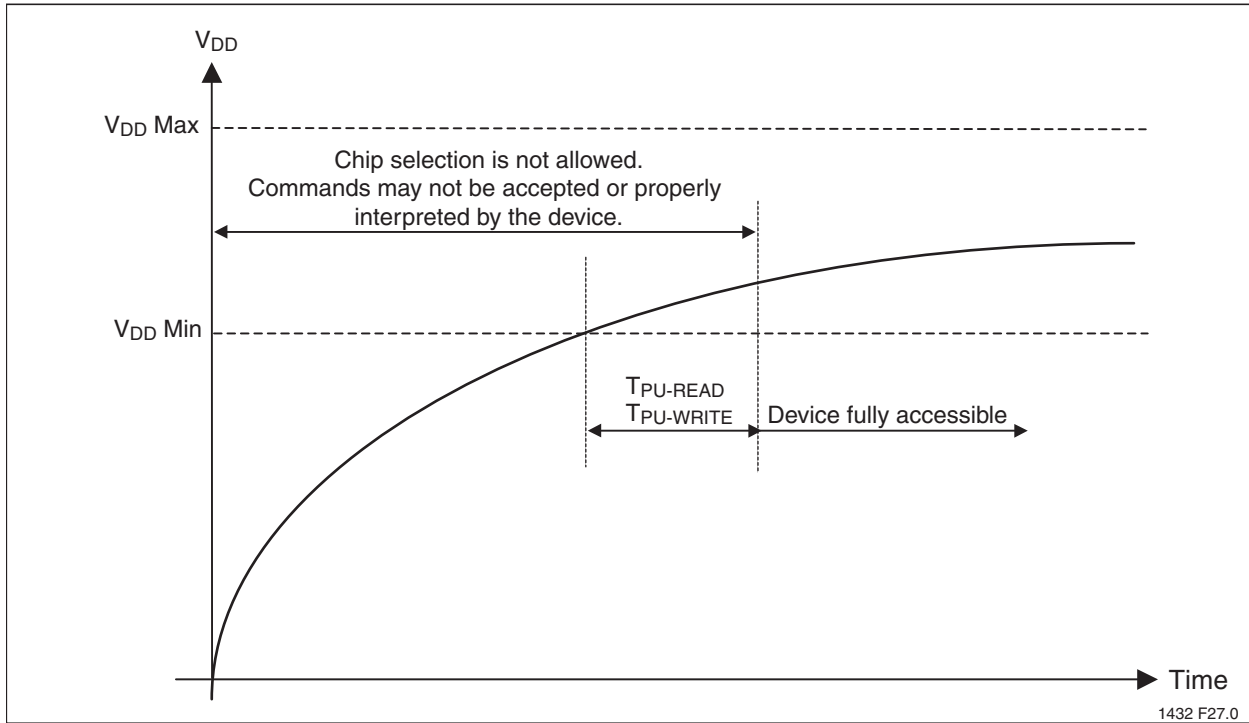 VDD
VDD Max
Chip selection is not allowed.
Commands may not be accepted or properly
interpreted by the device.
VDD Min
TPU-READ
TPU-WRITE
Device fully accessible
Time
1432 F27.0